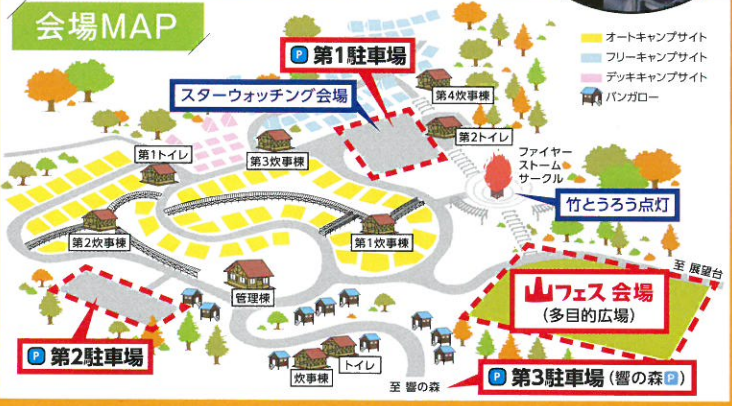 会場MAP
オートキャンプサイト
フリーキャンプサイト
デッキキャンプサイト
バンガロー
P 第1駐車場
スターウォッチング会場
第4炊事棟
第2トイレ
第3炊事棟
第1トイレ
ファイヤー
ストーム
サークル
竹とうろう点灯
第2炊事棟
第1炊事棟
管理棟
至 展望台
山フェス 会場
(多目的広場)
P 第2駐車場
炊事棟
トイレ
至 響の森
P 第3駐車場(響の森P)